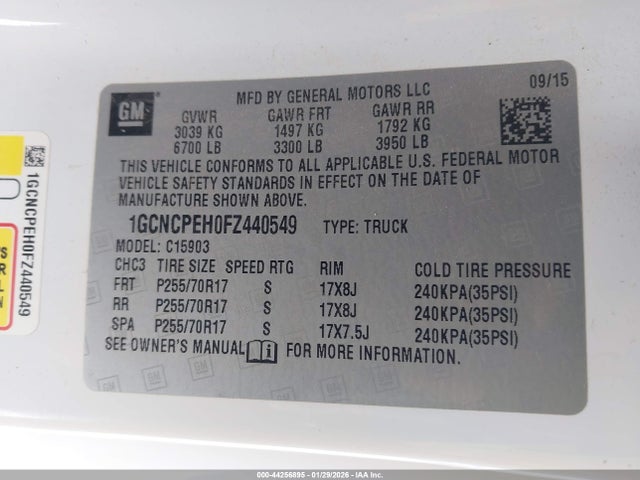 GM
MFD BY GENERAL MOTORS LLC 09/15
GVWR GAWR FRT GAWR RR
3039 KG 1497 KG 1792 KG
6700 LB 3300 LB 3950 LB
THIS VEHICLE CONFORMS TO ALL APPLICABLE U.S. FEDERAL MOTOR
VEHICLE SAFETY STANDARDS IN EFFECT ON THE DATE OF
MANUFACTURE SHOWN ABOVE.
1GCNCPEH0FZ440549 TYPE: TRUCK
MODEL: C15903
CHC3 TIRE SIZE SPEED RTG RIM COLD TIRE PRESSURE
FRT P255/70R17 S 17X8J 240KPA(35PSI)
RR P255/70R17 S 17X8J 240KPA(35PSI)
SPA P255/70R17 S 17X7.5J 240KPA(35PSI)
SEE OWNER'S MANUAL FOR MORE INFORMATION.
1GCNCPEH0FZ440549
000-44256895 - 01/29/2026 - IAAI.CA